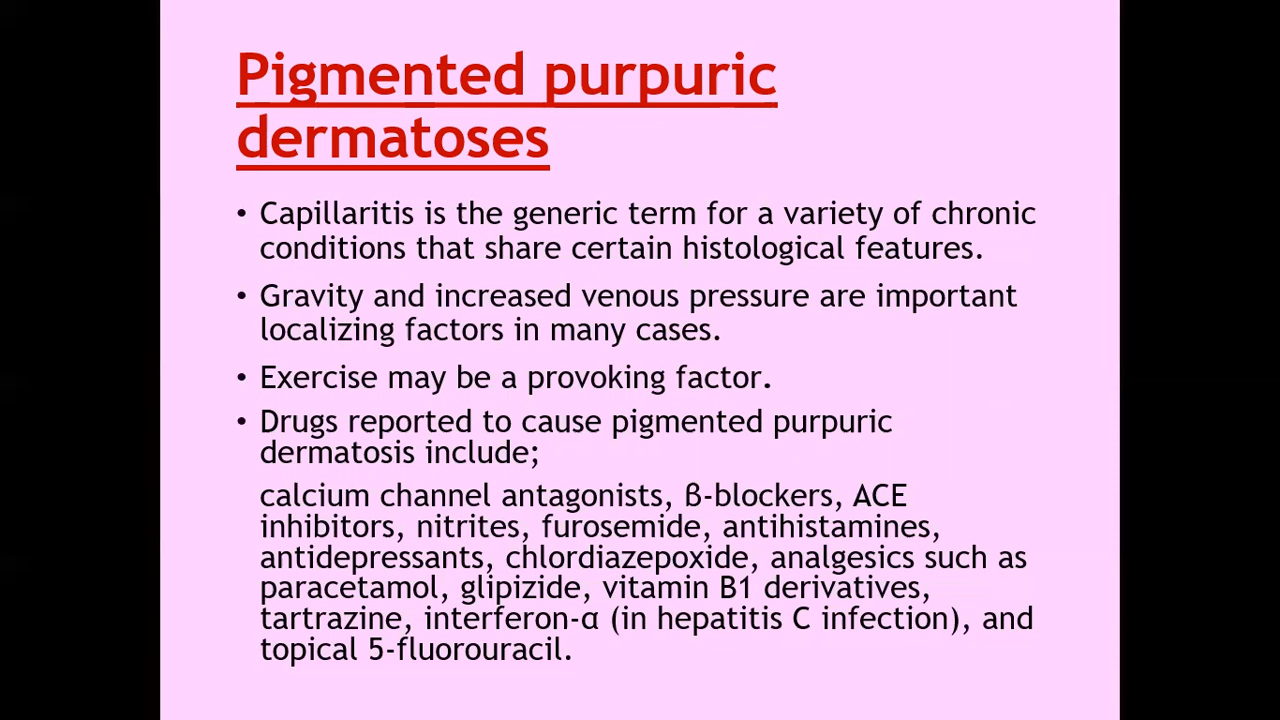 Pigmented purpuric
dermatoses
• Capillaritis is the generic term for a variety of chronic
conditions that share certain histological features.
• Gravity and increased venous pressure are important
localizing factors in many cases.
• Exercise may be a provoking factor.
• Drugs reported to cause pigmented purpuric
dermatosis include;
calcium channel antagonists, ß-blockers, ACE
inhibitors, nitrites, furosemide, antihistamines,
antidepressants, chlordiazepoxide, analgesics such as
paracetamol, glipizide, vitamin B1 derivatives,
tartrazine, interferon-α (in hepatitis C infection), and
topical 5-fluorouracil.